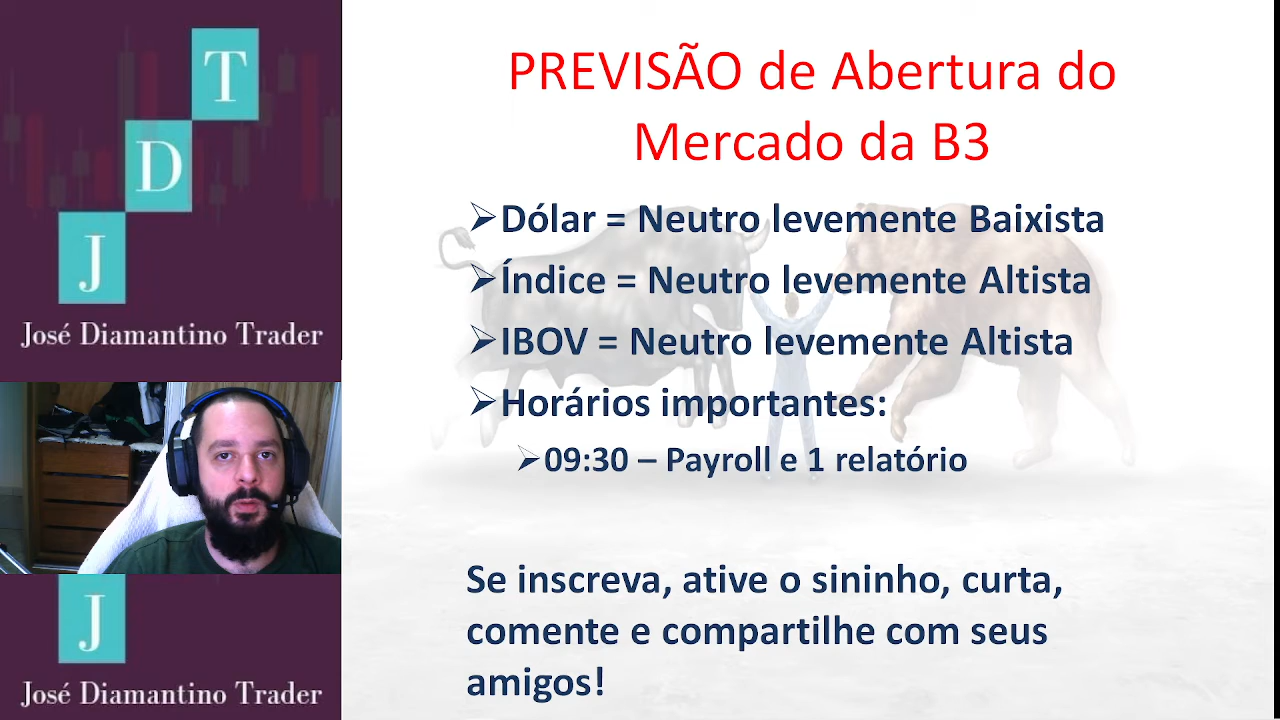 T
D
J
José Diamantino Trader
PREVISÃO de Abertura do
Mercado da B3
➢Dólar = Neutro levemente Baixista
➢Índice = Neutro levemente Altista
➢IBOV = Neutro levemente Altista
➢Horários importantes:
➢09:30 – Payroll e 1 relatório
Se inscreva, ative o sininho, curta,
comente e compartilhe com seus
amigos!
J
José Diamantino Trader